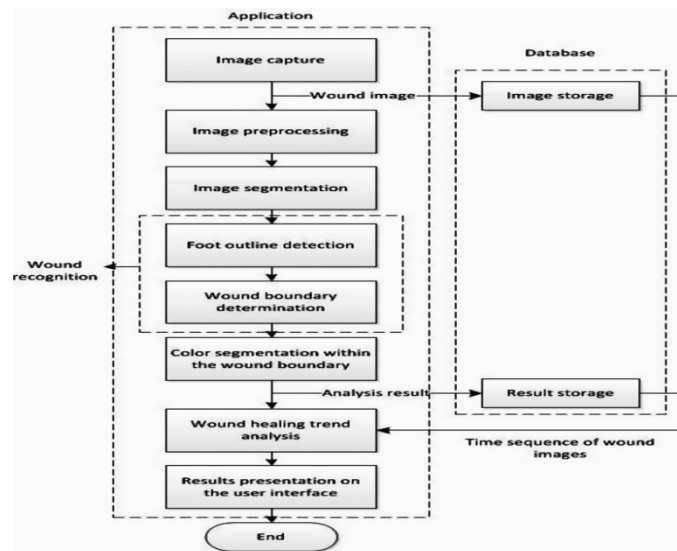 Application
Image capture
Database
Wound image
Image storage
Image preprocessing
Image segmentation
Foot outline detection
Wound
recognition
Wound boundary
determination
Color segmentation within
the wound boundary
Analysis result
Result storage
Wound healing trend
analysis
Time sequence of wound
images
Results presentation on
the user interface
End